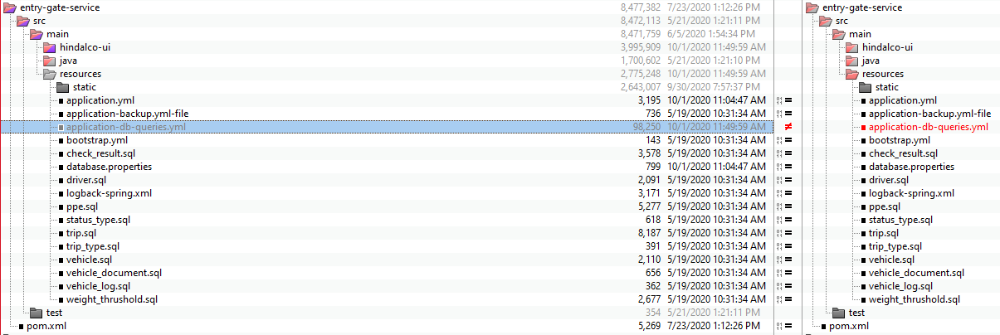 entry-gate-service 8,477,382 7/23/2020 1:12:26 PM entry-gate-service
src 8,472,113 5/21/2020 1:21:11 PM src
main 8,471,759 6/5/2020 1:54:34 PM main
hindalco-ui 3,995,909 10/1/2020 11:49:59 AM hindalco-ui
java 1,700,602 5/21/2020 1:21:10 PM java
resources 2,775,248 10/1/2020 11:49:59 AM resources
static 2,643,007 9/30/2020 7:57:37 PM static
application.yml 3,195 10/1/2020 11:04:47 AM = application.yml
application-backup.yml-file 736 5/19/2020 10:31:34 AM = application-backup.yml-file
application-db-queries.yml 98,250 10/1/2020 11:49:59 AM ≠ application-db-queries.yml
bootstrap.yml 143 5/19/2020 10:31:34 AM = bootstrap.yml
check_result.sql 3,578 5/19/2020 10:31:34 AM = check_result.sql
database.properties 799 10/1/2020 11:04:47 AM = database.properties
driver.sql 2,091 5/19/2020 10:31:34 AM = driver.sql
logback-spring.xml 3,171 5/19/2020 10:31:34 AM = logback-spring.xml
ppe.sql 5,277 5/19/2020 10:31:34 AM = ppe.sql
status_type.sql 618 5/19/2020 10:31:34 AM = status_type.sql
trip.sql 8,187 5/19/2020 10:31:34 AM = trip.sql
trip_type.sql 391 5/19/2020 10:31:34 AM = trip_type.sql
vehicle.sql 2,110 5/19/2020 10:31:34 AM = vehicle.sql
vehicle_document.sql 656 5/19/2020 10:31:34 AM = vehicle_document.sql
vehicle_log.sql 362 5/19/2020 10:31:34 AM = vehicle_log.sql
weight_thrushold.sql 2,677 5/19/2020 10:31:34 AM = weight_thrushold.sql
test 354 5/21/2020 1:21:11 PM test
pom.xml 5,269 7/23/2020 1:12:26 PM = pom.xml